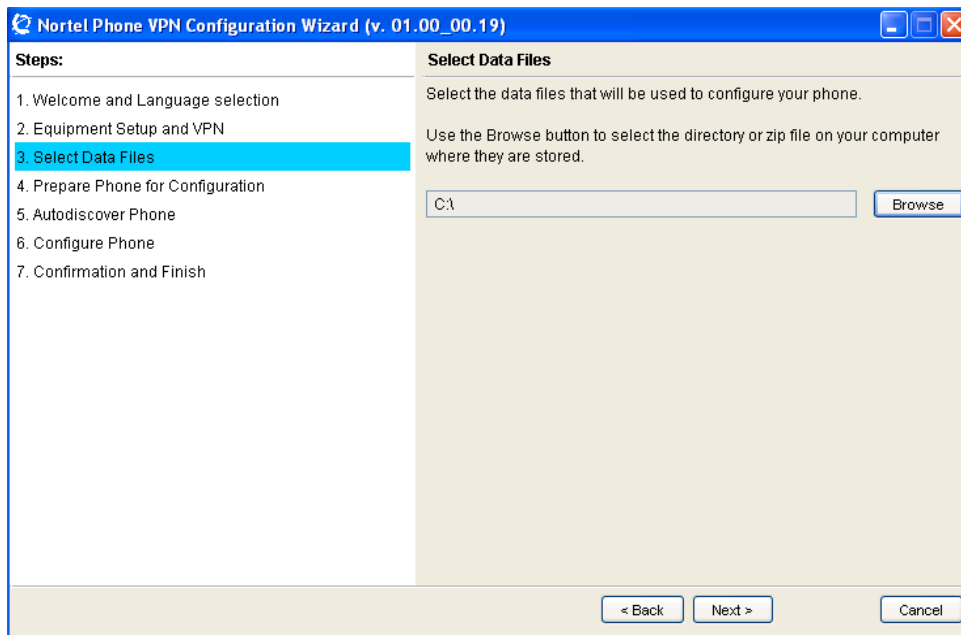 Nortel Phone VPN Configuration Wizard (v. 01.00_00.19)
Steps:
1. Welcome and Language selection
2. Equipment Setup and VPN
3. Select Data Files
4. Prepare Phone for Configuration
5. Autodiscover Phone
6. Configure Phone
7. Confirmation and Finish
Select Data Files
Select the data files that will be used to configure your phone.
Use the Browse button to select the directory or zip file on your computer
where they are stored.
C:\
Browse
< Back
Next >
Cancel